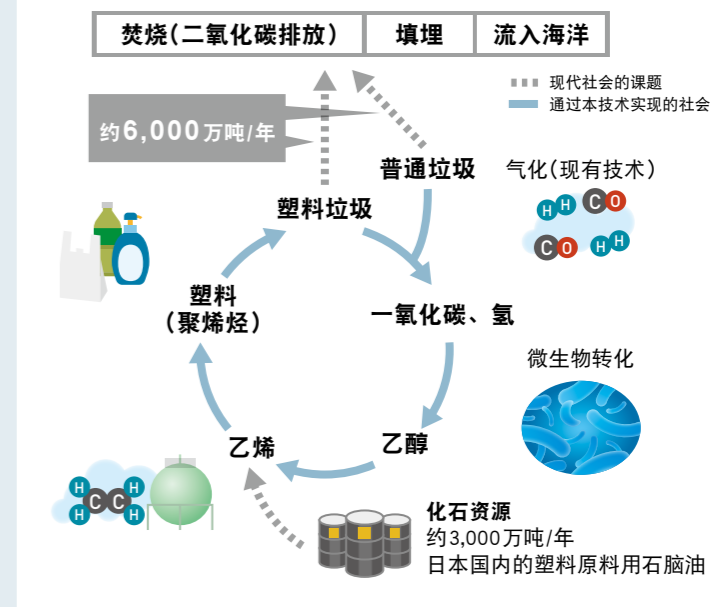 焚烧（二氧化碳排放） 填埋 流入海洋
现代社会的课题
通过本技术实现的社会
约6,000万吨/年
普通垃圾
气化（现有技术）
H H C O
C O H H
塑料垃圾
塑料
（聚烯烃）
一氧化碳、氢
微生物转化
乙烯
乙醇
H H
C C
H H
化石资源
约3,000万吨/年
日本国内的塑料原料用石脑油